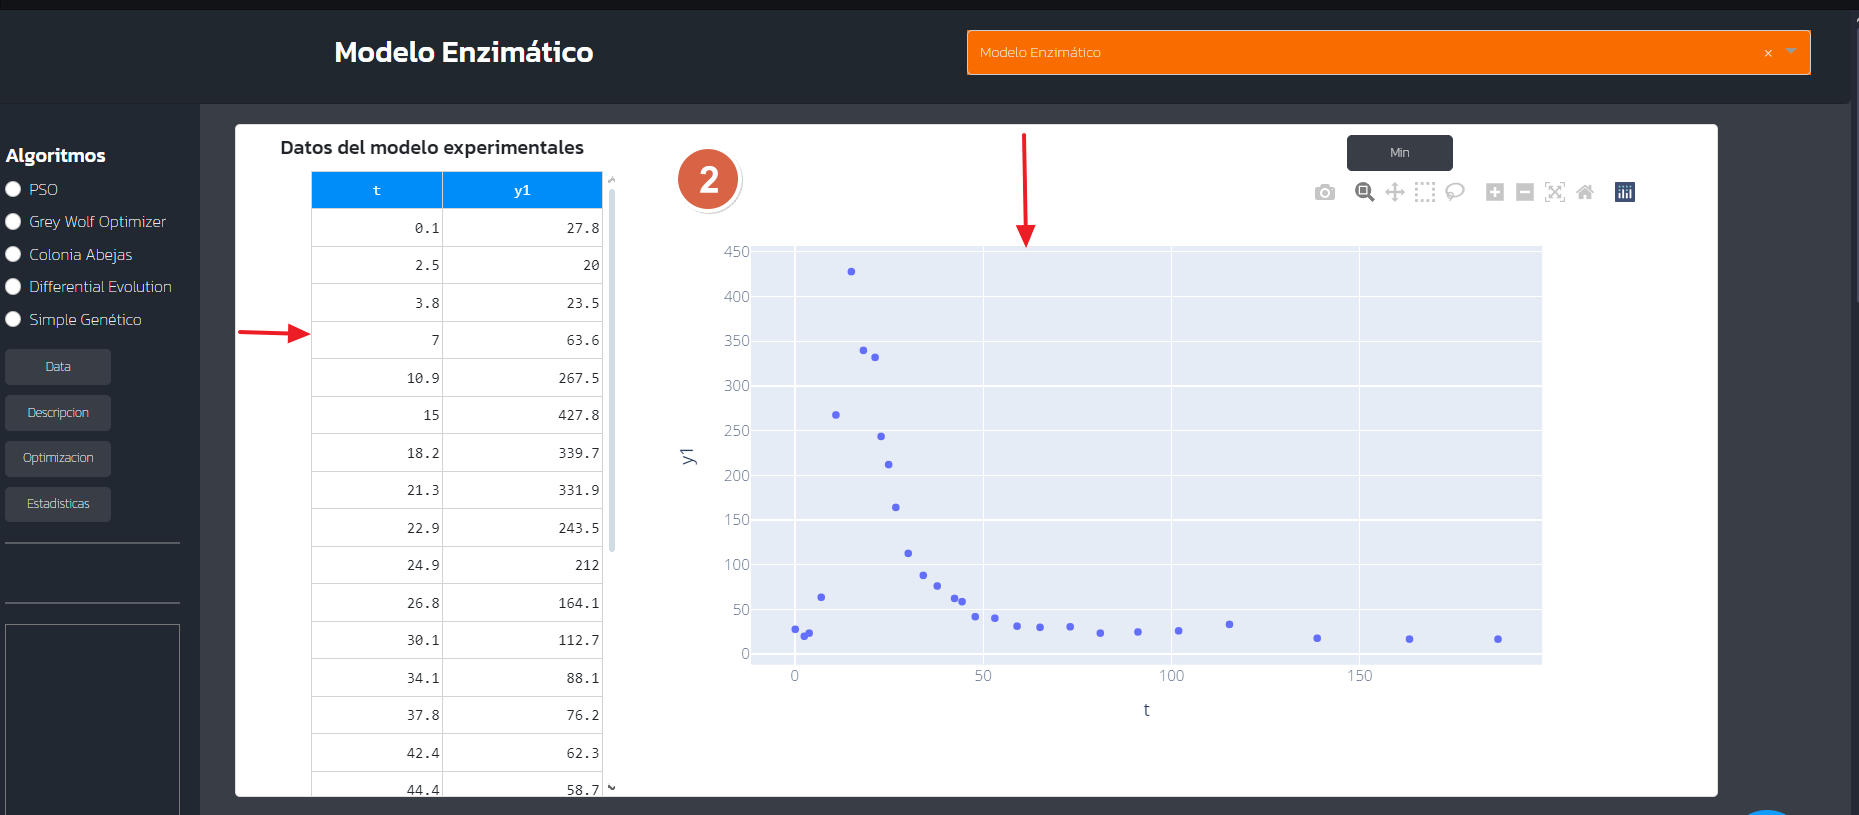 Modelo Enzimático
Modelo Enzimático ×
Algoritmos
PSO
Grey Wolf Optimizer
Colonia Abejas
Differential Evolution
Simple Genético
Data
Descripcion
Optimizacion
Estadisticas
Datos del modelo experimentales
t y1
0.1 27.8
2.5 20
3.8 23.5
7 63.6
10.9 267.5
15 427.8
18.2 339.7
21.3 331.9
22.9 243.5
24.9 212
26.8 164.1
30.1 112.7
34.1 88.1
37.8 76.2
42.4 62.3
44.4 58.7
2
Min
450
400
350
300
250
200
150
100
50
0
y1
0 50 100 150
t